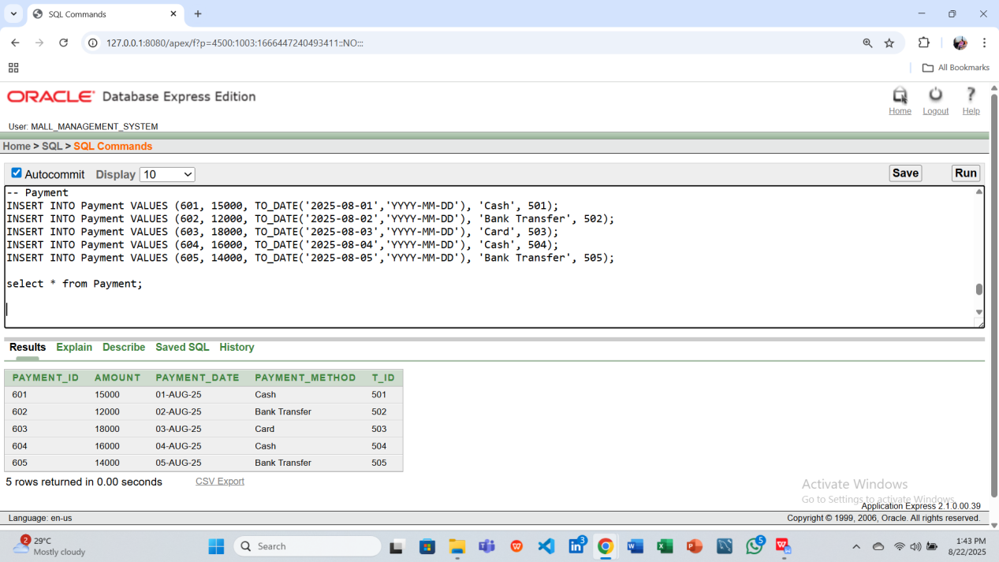 SQL Commands
127.0.0.1:8080/apex/f?p=4500:1003:1666447240493411::NO:::
All Bookmarks
ORACLE Database Express Edition
Home Logout Help
User: MALL_MANAGEMENT_SYSTEM
Home > SQL > SQL Commands
Autocommit Display 10 Save Run
-- Payment
INSERT INTO Payment VALUES (601, 15000, TO_DATE('2025-08-01','YYYY-MM-DD'), 'Cash', 501);
INSERT INTO Payment VALUES (602, 12000, TO_DATE('2025-08-02','YYYY-MM-DD'), 'Bank Transfer', 502);
INSERT INTO Payment VALUES (603, 18000, TO_DATE('2025-08-03','YYYY-MM-DD'), 'Card', 503);
INSERT INTO Payment VALUES (604, 16000, TO_DATE('2025-08-04','YYYY-MM-DD'), 'Cash', 504);
INSERT INTO Payment VALUES (605, 14000, TO_DATE('2025-08-05','YYYY-MM-DD'), 'Bank Transfer', 505);
select * from Payment;
Results Explain Describe Saved SQL History
PAYMENT_ID AMOUNT PAYMENT_DATE PAYMENT_METHOD T_ID
601 15000 01-AUG-25 Cash 501
602 12000 02-AUG-25 Bank Transfer 502
603 18000 03-AUG-25 Card 503
604 16000 04-AUG-25 Cash 504
605 14000 05-AUG-25 Bank Transfer 505
5 rows returned in 0.00 seconds CSV Export
Activate Windows
Go to Settings to activate Windows.
Application Express 2.1.0.00.39
Language: en-us Copyright © 1999, 2006, Oracle. All rights reserved.
2 29°C
Mostly cloudy
Search
3
5
1:43 PM
8/22/2025